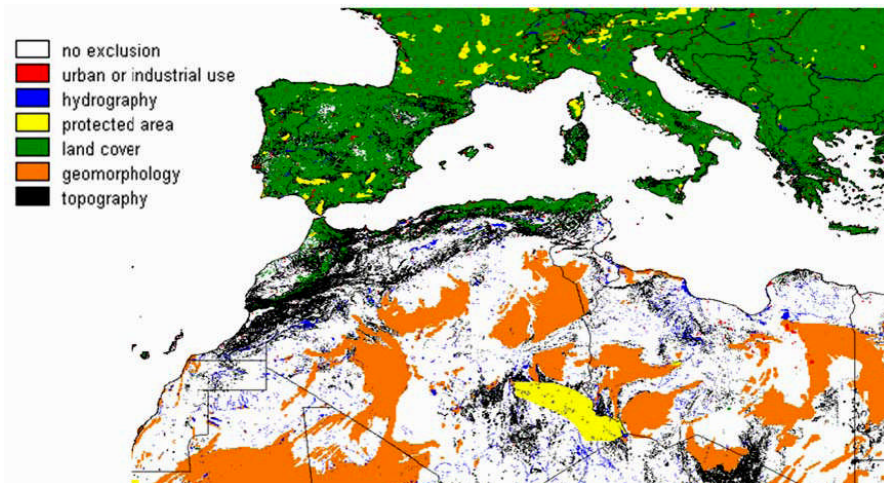 no exclusion
urban or industrial use
hydrography
protected area
land cover
geomorphology
topography